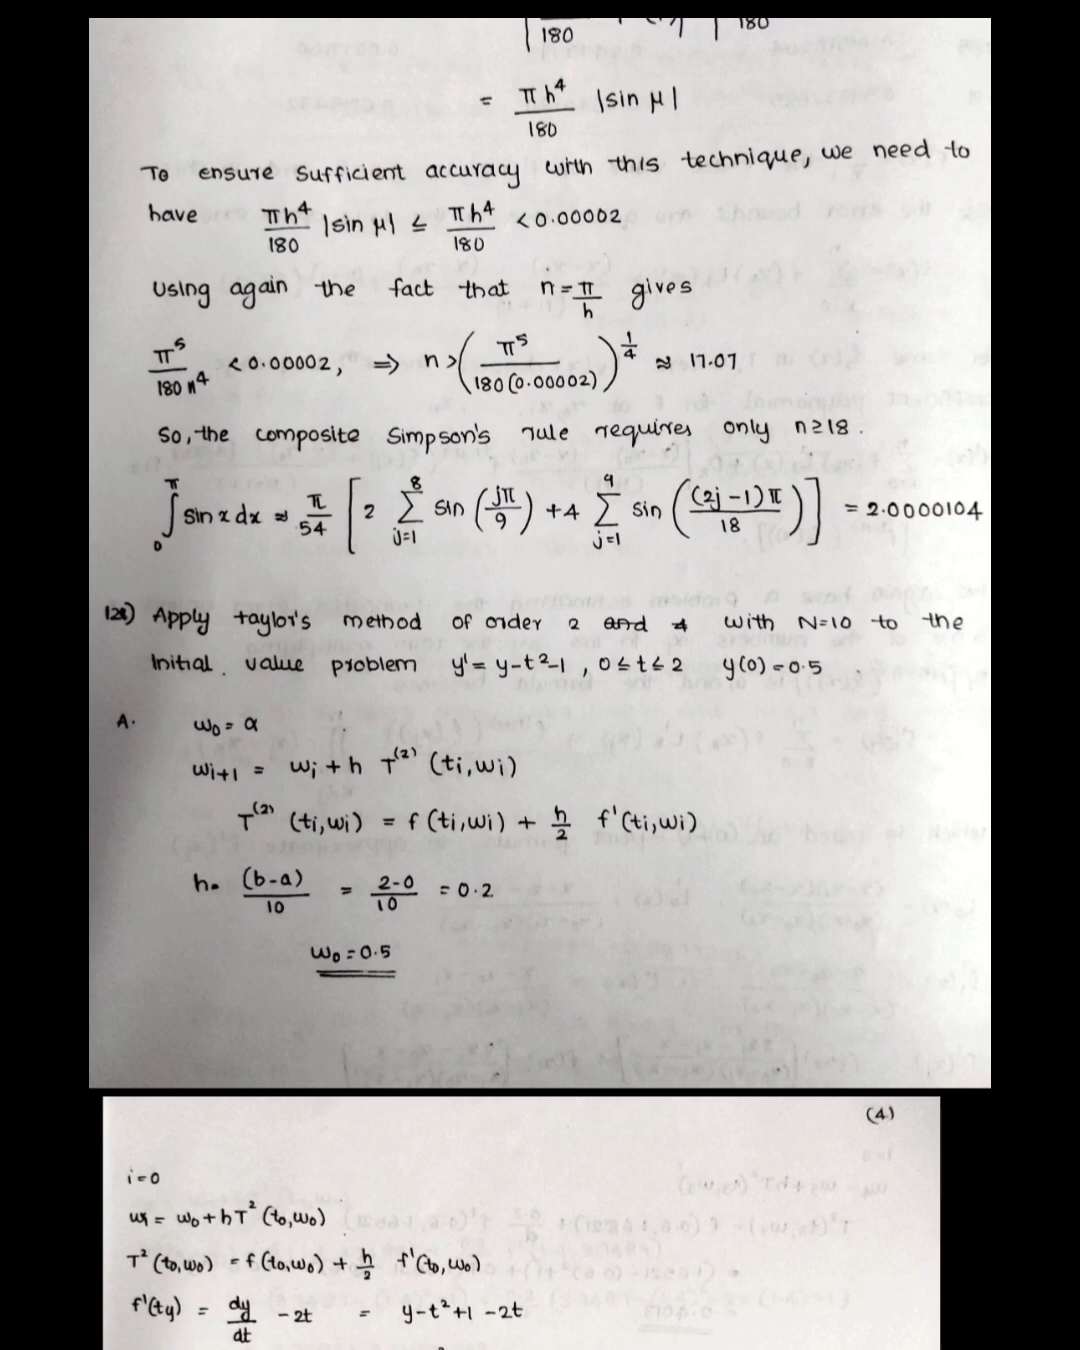 180 180
= πh⁴/180 |sin μ|
To ensure Sufficient accuracy with this technique, we need to
have πh⁴/180 |sin μ| ≤ πh⁴/180 <0.00002
Using again the fact that n=π/h gives
π⁵/180n⁴ <0.00002, ⇒ n >(π⁵/180(0.00002))^1/4 ≈ 17.07
So, the composite Simpson's rule requires only n≥18.
∫₀^π sin x dx ≈ π/54 [2 ∑_{j=1}^{8} sin (jπ/9) +4 ∑_{j=1}^{9} sin ((2j-1)π/18)] = 2.0000104
12a) Apply taylor's method of order 2 and 4 with N=10 to the
Initial. value problem y'= y-t²-1 , 0≤t≤2 y(0)=0.5
A. w₀ = α
wi+1 = wi + h T⁽²⁾ (ti,wi)
T⁽²⁾ (ti,wi) = f (ti,wi) + h/2 f'(ti,wi)
h= (b-a)/10 = 2-0/10 = 0.2
w₀ = 0.5
(4)
i=0
w₁ = w₀+hT² (t₀,w₀)
T² (t₀,w₀) = f (t₀,w₀) + h/2 f'(t₀,w₀)
f'(ty) = dy/dt - 2t = y-t²+1 -2t